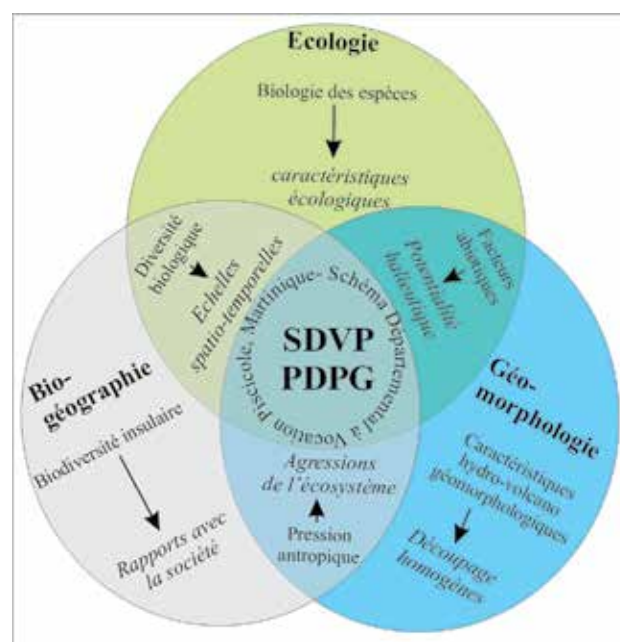 Ecologie
Biologie des espèces
caractéristiques
écologiques
Diversité
biologique
Echelles
spatio-temporelles
Facteurs
abiotiques
Potentialité
halieutique
Martinique- Schéma Départemental à Vocation Piscicole,
SDVP
PDPG
Bio-
géographie
Biodiversité insulaire
Rapports avec
la société
Géo-
morphologie
Caractéristiques
hydro-volcano
géomorphologiques
Découpage
homogènes
Agressions
de l'écosystème
Pression
antropique